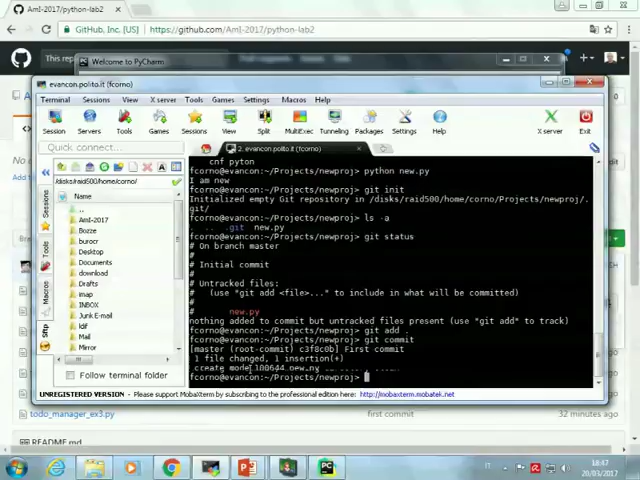 AmI-2017/python-lab2
GitHub, Inc. [US] https://github.com/AmI-2017/python-lab2
This repo
Welcome to PyCharm
evancon.polito.it (fcorno)
Terminal Sessions View X server Tools Games Settings Macros Help
Session Servers Tools Games Sessions View Split MultiExec Tunneling Packages Settings Help X server Exit
Quick connect...
2. evancon.polito.it (fcorno)
/disks/raid500/home/corno/
Name
..
AmI-2017
Bozze
burocr
Desktop
Documents
download
Drafts
imap
INBOX
Junk E-mail
ldif
Mail
Mirror
Follow terminal folder
Sessions
Tools
Macros
Sftp
cnf pyton
fcorno@evancon:~/Projects/newproj> python new.py
I am new
fcorno@evancon:~/Projects/newproj> git init
Initialized empty Git repository in /disks/raid500/home/corno/Projects/newproj/.
git/
fcorno@evancon:~/Projects/newproj> ls -a
. .. .git new.py
fcorno@evancon:~/Projects/newproj> git status
# On branch master
#
# Initial commit
#
# Untracked files:
# (use "git add <file>..." to include in what will be committed)
#
# new.py
nothing added to commit but untracked files present (use "git add" to track)
fcorno@evancon:~/Projects/newproj> git add .
fcorno@evancon:~/Projects/newproj> git commit
[master (root-commit) c3f8c0b] First commit
1 file changed, 1 insertion(+)
create mode 100644 new.py
fcorno@evancon:~/Projects/newproj>
UNREGISTERED VERSION - Please support MobaXterm by subscribing to the professional edition here: http://mobaxterm.mobatek.net
todo_manager_ex3.py first commit 32 minutes ago
README.md
IT
18:47
20/03/2017